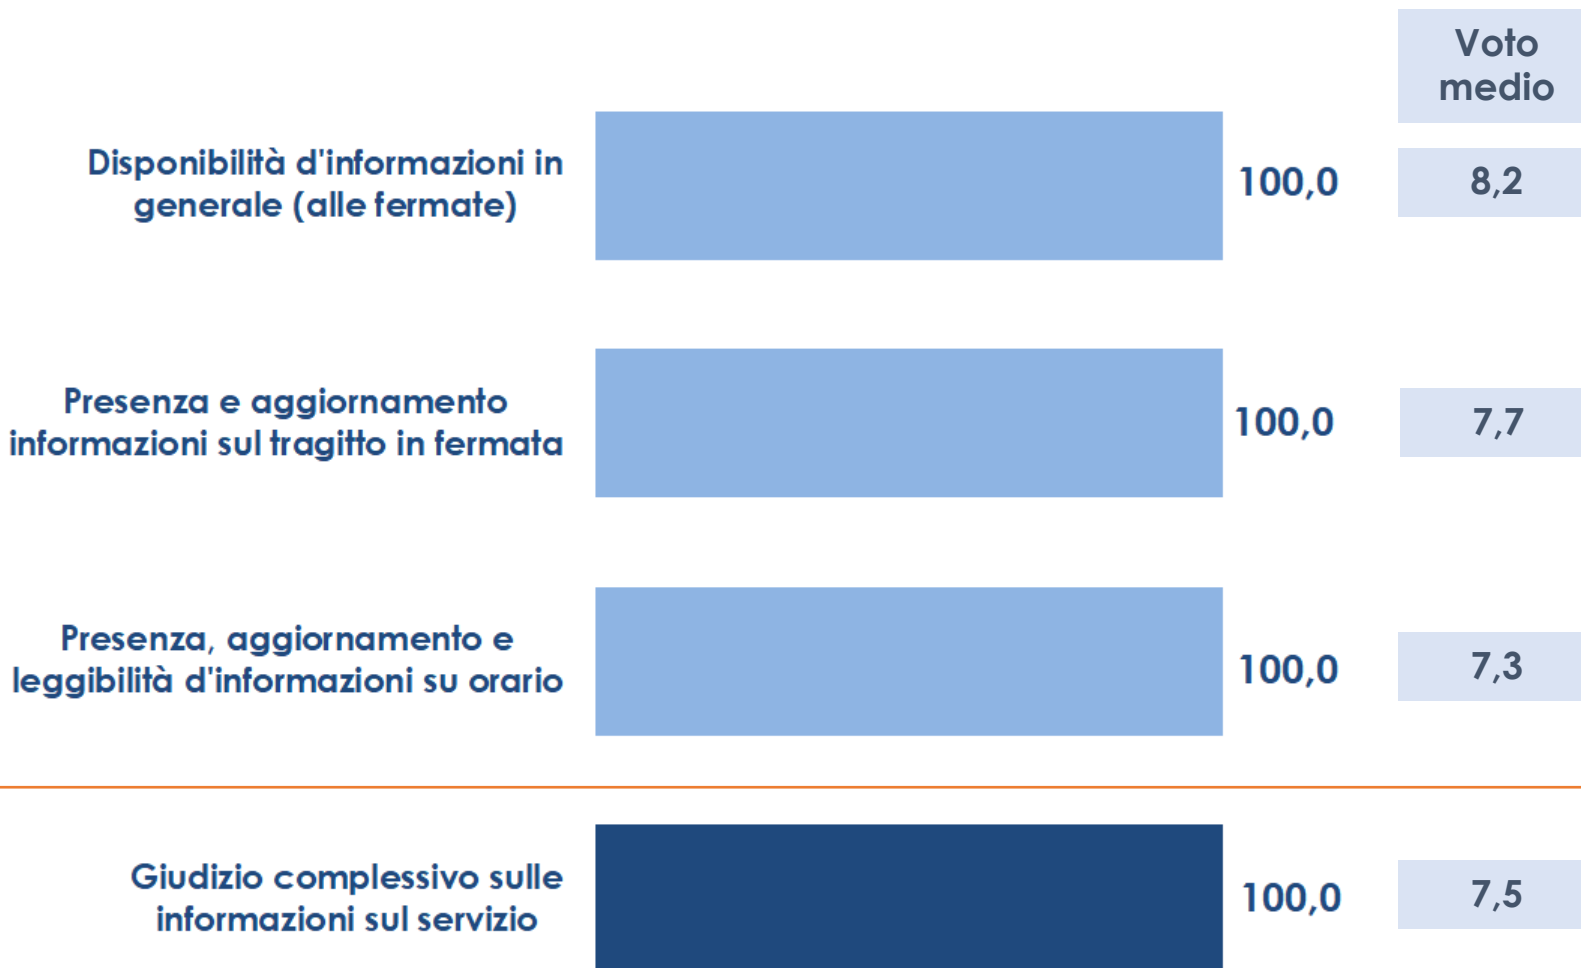 Voto
medio
Disponibilità d'informazioni in
generale (alle fermate)
100,0
8,2
Presenza e aggiornamento
informazioni sul tragitto in fermata
100,0
7,7
Presenza, aggiornamento e
leggibilità d'informazioni su orario
100,0
7,3
Giudizio complessivo sulle
informazioni sul servizio
100,0
7,5